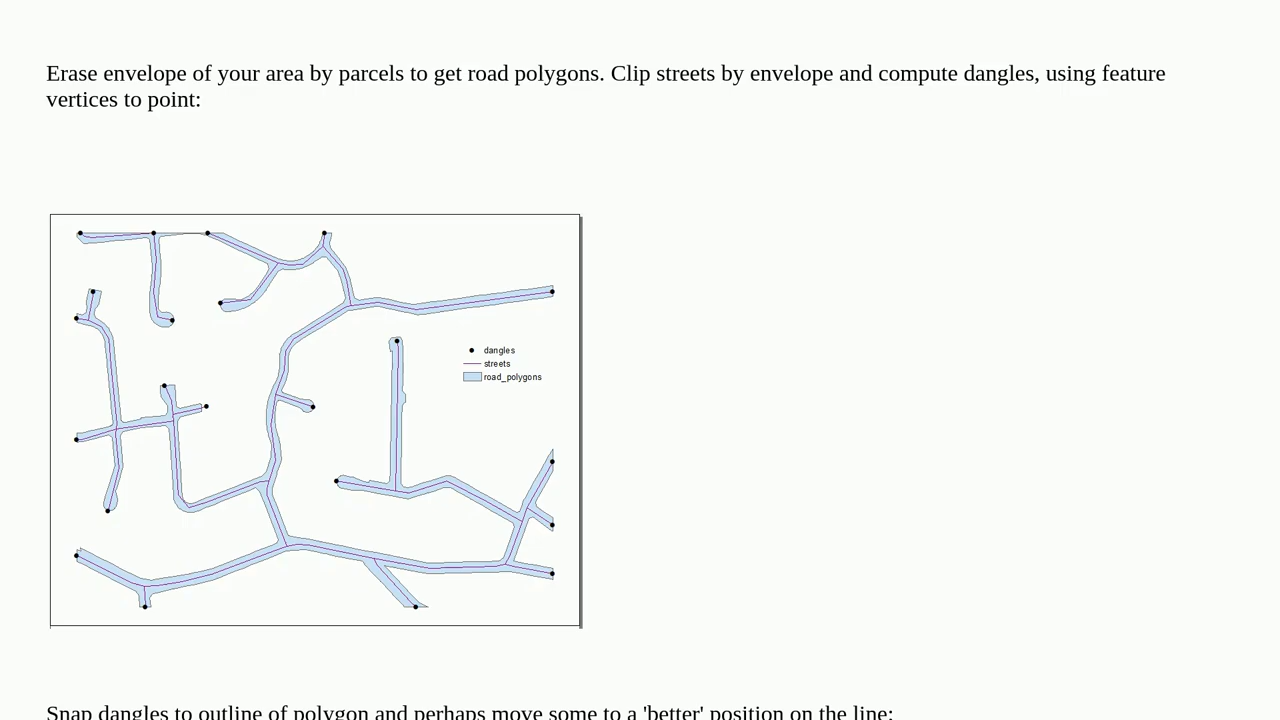 Erase envelope of your area by parcels to get road polygons. Clip streets by envelope and compute dangles, using feature
vertices to point:
dangles
streets
road_polygons
Snap dangles to outline of polygon and perhaps move some to a 'better' position on the line: